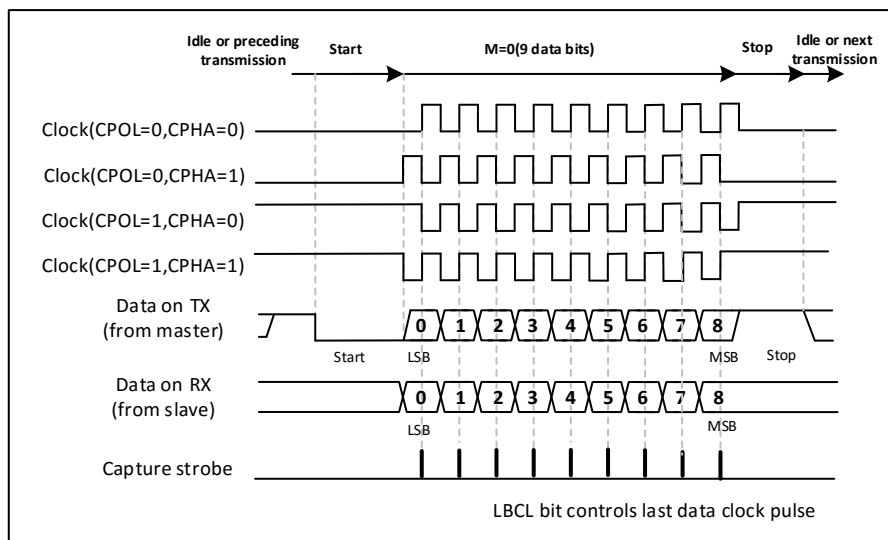 Idle or preceding
transmission
Start
M=0(9 data bits)
Stop
Idle or next
transmission
Clock(CPOL=0,CPHA=0)
Clock(CPOL=0,CPHA=1)
Clock(CPOL=1,CPHA=0)
Clock(CPOL=1,CPHA=1)
Data on TX
(from master)
0 1 2 3 4 5 6 7 8
Start
LSB
MSB
Stop
Data on RX
(from slave)
0 1 2 3 4 5 6 7 8
LSB
MSB
Capture strobe
LBCL bit controls last data clock pulse